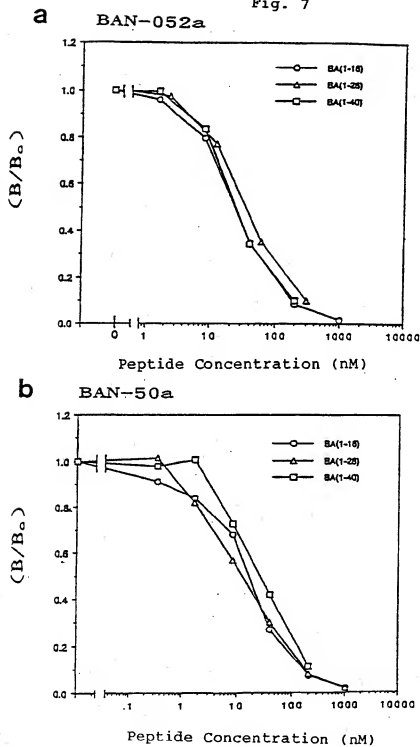 Fig. 7
a BAN-052a
1.2
BA(1-16)
BA(1-28)
BA(1-40)
1.0
0.8
0.6
0.4
0.2
0.0
(B/B₀)
0 1 10 100 1000 10000
Peptide Concentration (nM)
b BAN-50a
1.2
BA(1-16)
BA(1-28)
BA(1-40)
1.0
0.8
0.6
0.4
0.2
0.0
(B/B₀)
.1 1 10 100 1000 10000
Peptide Concentration (nM)